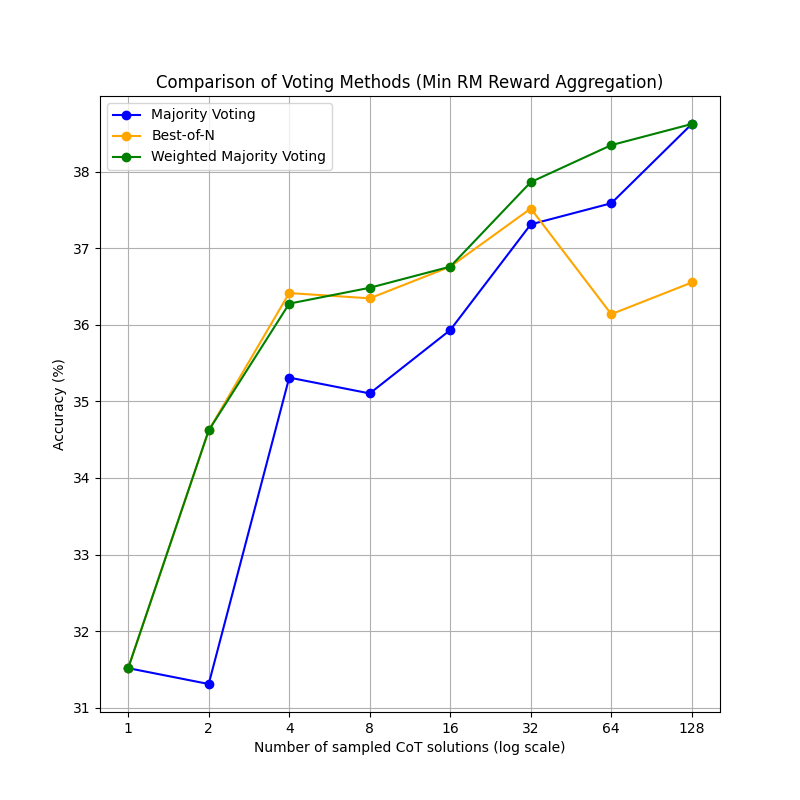 Comparison of Voting Methods (Min RM Reward Aggregation)
Majority Voting
Best-of-N
Weighted Majority Voting
38
37
36
35
34
33
32
31
Accuracy (%)
1 2 4 8 16 32 64 128
Number of sampled CoT solutions (log scale)